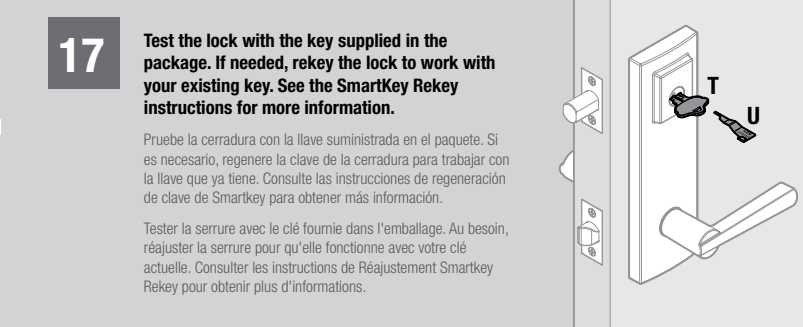 17
Test the lock with the key supplied in the
package. If needed, rekey the lock to work with
your existing key. See the SmartKey Rekey
instructions for more information.
Pruebe la cerradura con la llave suministrada en el paquete. Si
es necesario, regenere la clave de la cerradura para trabajar con
la llave que ya tiene. Consulte las instrucciones de regeneración
de clave de Smartkey para obtener más información.
Tester la serrure avec le clé fournie dans l'emballage. Au besoin,
réajuster la serrure pour qu'elle fonctionne avec votre clé
actuelle. Consulter les instructions de Réajustement Smartkey
Rekey pour obtenir plus d'informations.
T
U